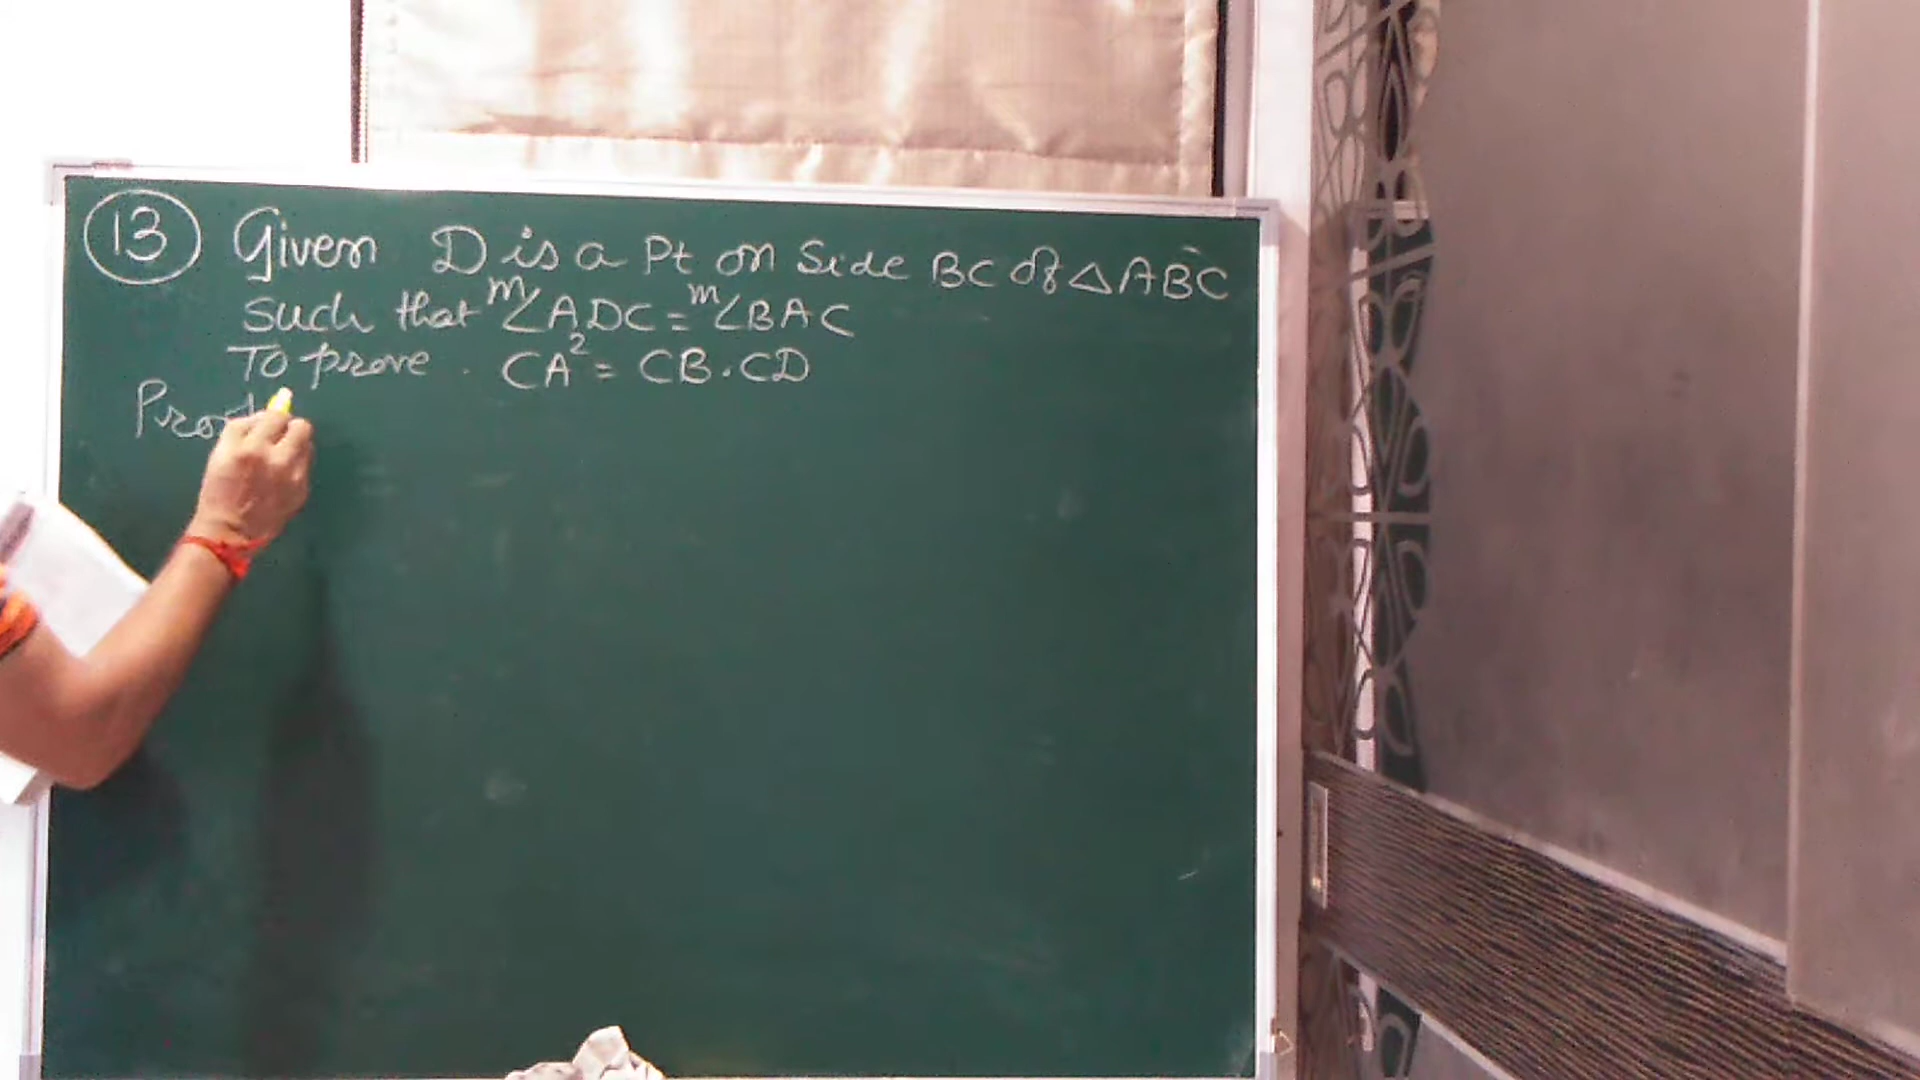 13 Given D is a Pt on Side BC of △ABC
such that m∠ADC = m∠BAC
To prove . CA² = CB.CD